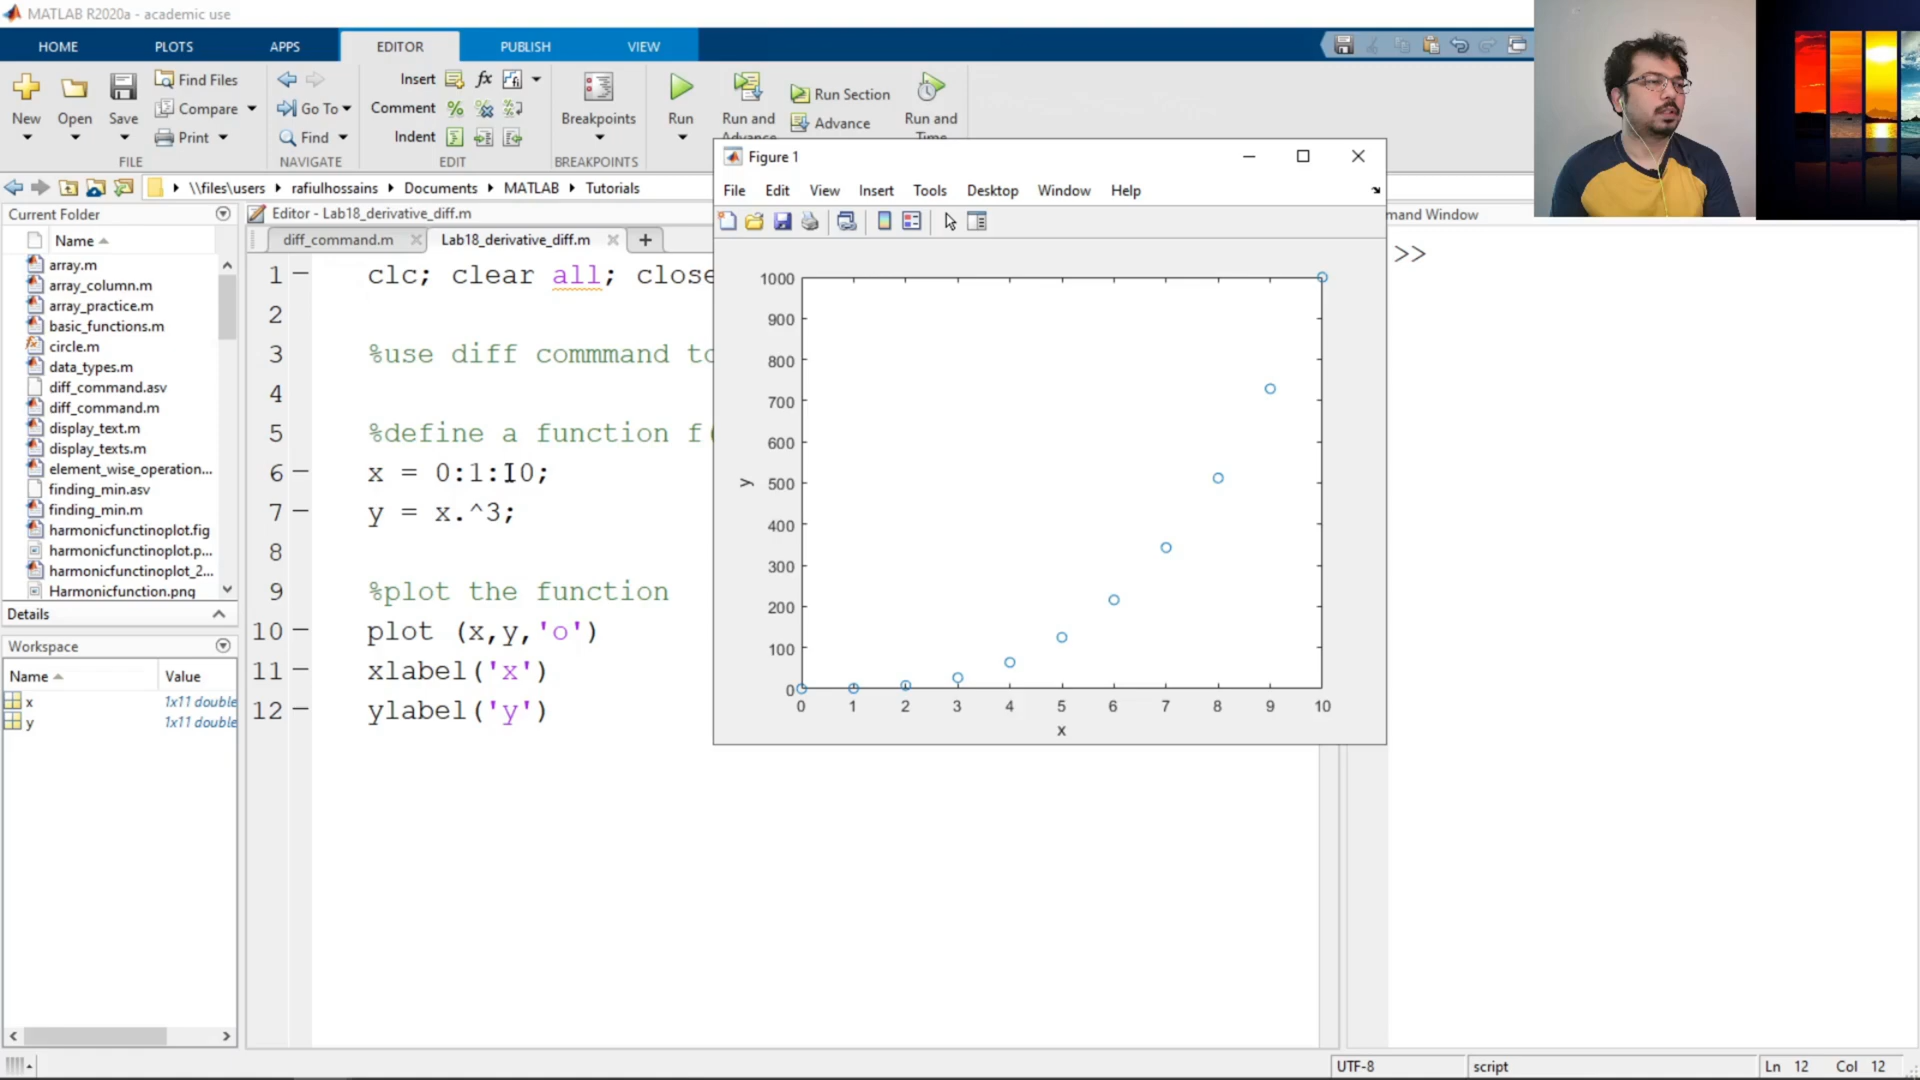 MATLAB R2020a - academic use
HOME PLOTS APPS EDITOR PUBLISH VIEW
New Open Save
Find Files
Compare
Print
FILE
Go To
Find
NAVIGATE
Insert fx
Comment %
Indent
EDIT
Breakpoints
BREAKPOINTS
Run
Run and
Advance
Run Section
Advance
Run and
Time
\\files\users rafiulhossains Documents MATLAB Tutorials
Current Folder
Name
array.m
array_column.m
array_practice.m
basic_functions.m
circle.m
data_types.m
diff_command.asv
diff_command.m
display_text.m
display_texts.m
element_wise_operation...
finding_min.asv
finding_min.m
harmonicfunctinoplot.fig
harmonicfunctinoplot.p...
harmonicfunctinoplot_2...
Harmonicfunction.png
Details
Workspace
Name Value
x 1x11 double
y 1x11 double
Editor - Lab18_derivative_diff.m
diff_command.m Lab18_derivative_diff.m
1 clc; clear all; close
2
3 %use diff commmand to
4
5 %define a function f(
6 x = 0:1:10;
7 y = x.^3;
8
9 %plot the function
10 plot (x,y,'o')
11 xlabel('x')
12 ylabel('y')
Figure 1
File Edit View Insert Tools Desktop Window Help
1000
900
800
700
600
500
400
300
200
100
0
y
0 1 2 3 4 5 6 7 8 9 10
x
mand Window
>>
UTF-8 script Ln 12 Col 12